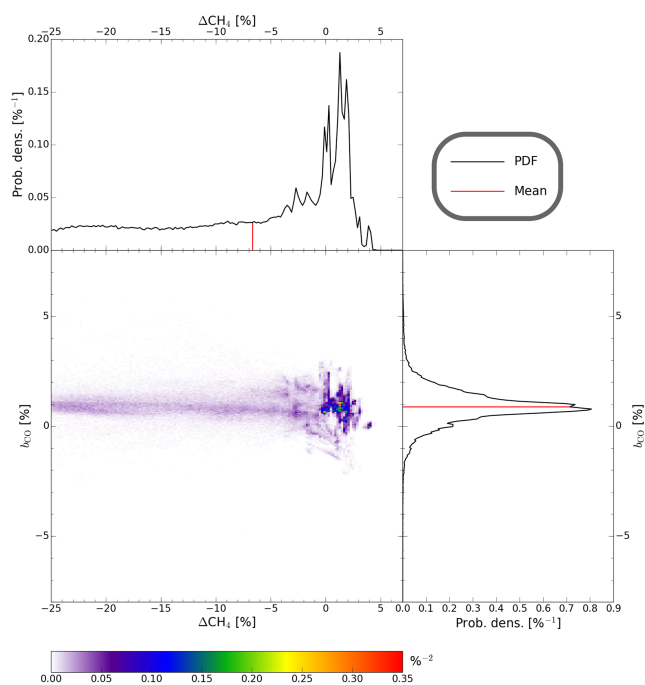 ΔCH₄ [%]
−25 −20 −15 −10 −5 0 5
Prob. dens. [%⁻¹]
0.20
0.15
0.10
0.05
0.00
PDF
Mean
b_CO [%]
5
0
−5
5
0
−5
b_CO [%]
−25 −20 −15 −10 −5 0 5
ΔCH₄ [%]
0.0 0.1 0.2 0.3 0.4 0.5 0.6 0.7 0.8 0.9
Prob. dens. [%⁻¹]
%⁻²
0.00 0.05 0.10 0.15 0.20 0.25 0.30 0.35